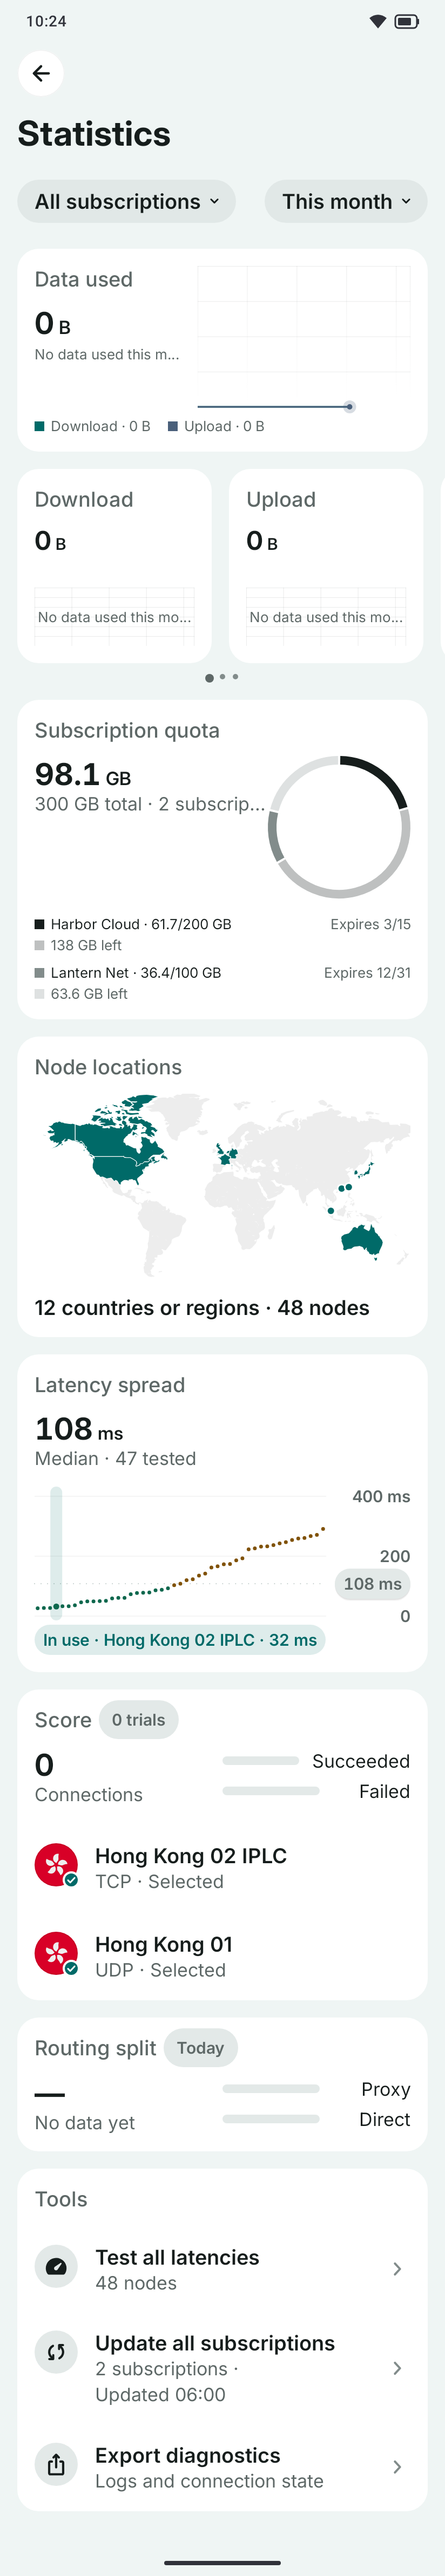 10:24
Statistics
All subscriptions
This month
Data used
0 B
No data used this m...
Download · 0 B
Upload · 0 B
Download
0 B
No data used this mo...
Upload
0 B
No data used this mo...
Subscription quota
98.1 GB
300 GB total · 2 subscrip...
Harbor Cloud · 61.7/200 GB
Expires 3/15
138 GB left
Lantern Net · 36.4/100 GB
Expires 12/31
63.6 GB left
Node locations
12 countries or regions · 48 nodes
Latency spread
108 ms
Median · 47 tested
400 ms
200
108 ms
0
In use · Hong Kong 02 IPLC · 32 ms
Score
0 trials
0
Connections
Succeeded
Failed
Hong Kong 02 IPLC
TCP · Selected
Hong Kong 01
UDP · Selected
Routing split
Today
—
No data yet
Proxy
Direct
Tools
Test all latencies
48 nodes
Update all subscriptions
2 subscriptions ·
Updated 06:00
Export diagnostics
Logs and connection state